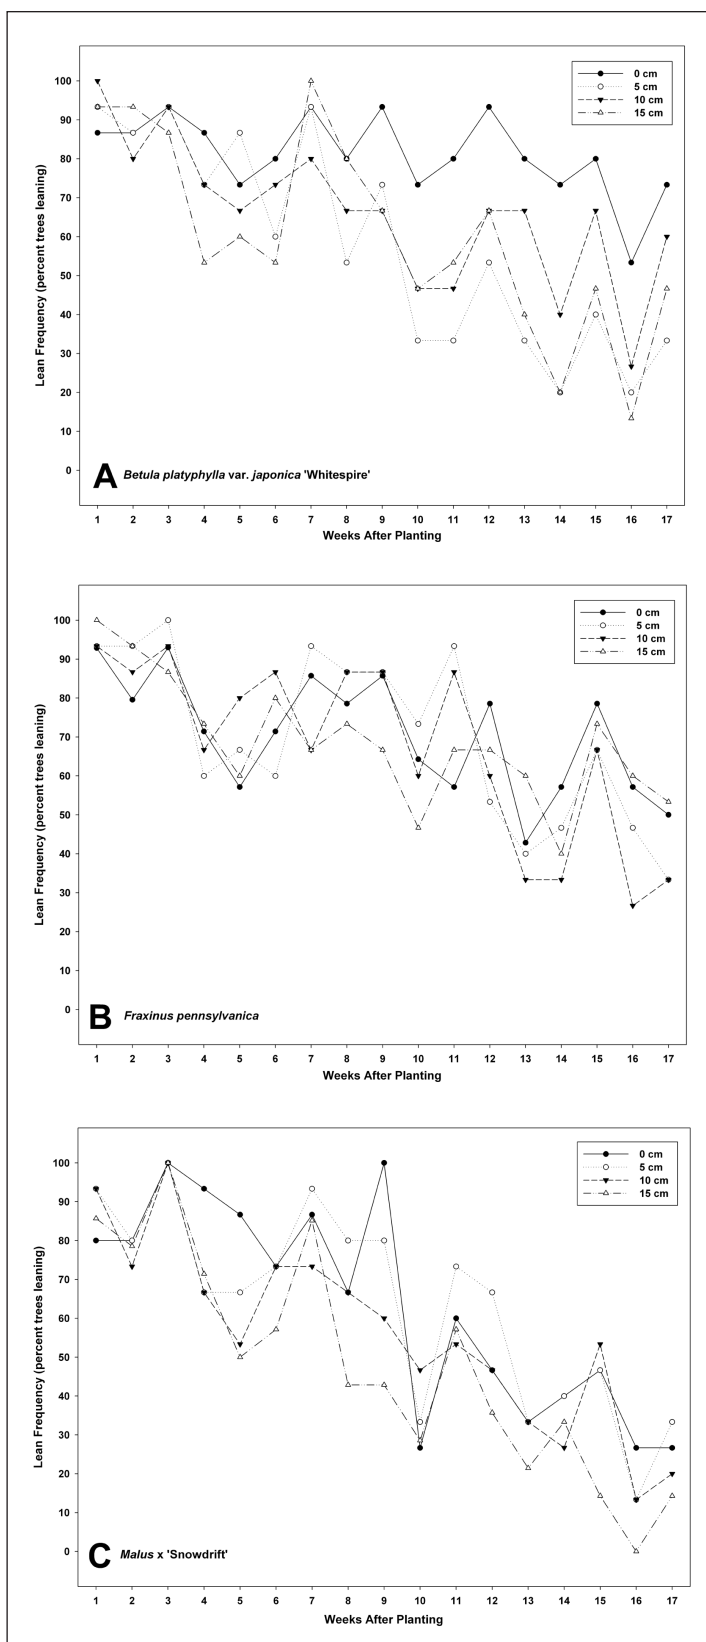 Lean Frequency (percent trees leaning)
100
90
80
70
60
50
40
30
20
10
0
0 cm
5 cm
10 cm
15 cm
A Betula platyphylla var. japonica 'Whitespire'
1 2 3 4 5 6 7 8 9 10 11 12 13 14 15 16 17
Weeks After Planting
Lean Frequency (percent trees leaning)
100
90
80
70
60
50
40
30
20
10
0
0 cm
5 cm
10 cm
15 cm
B Fraxinus pennsylvanica
1 2 3 4 5 6 7 8 9 10 11 12 13 14 15 16 17
Weeks After Planting
Lean Frequency (percent trees leaning)
100
90
80
70
60
50
40
30
20
10
0
0 cm
5 cm
10 cm
15 cm
C Malus x 'Snowdrift'
1 2 3 4 5 6 7 8 9 10 11 12 13 14 15 16 17
Weeks After Planting